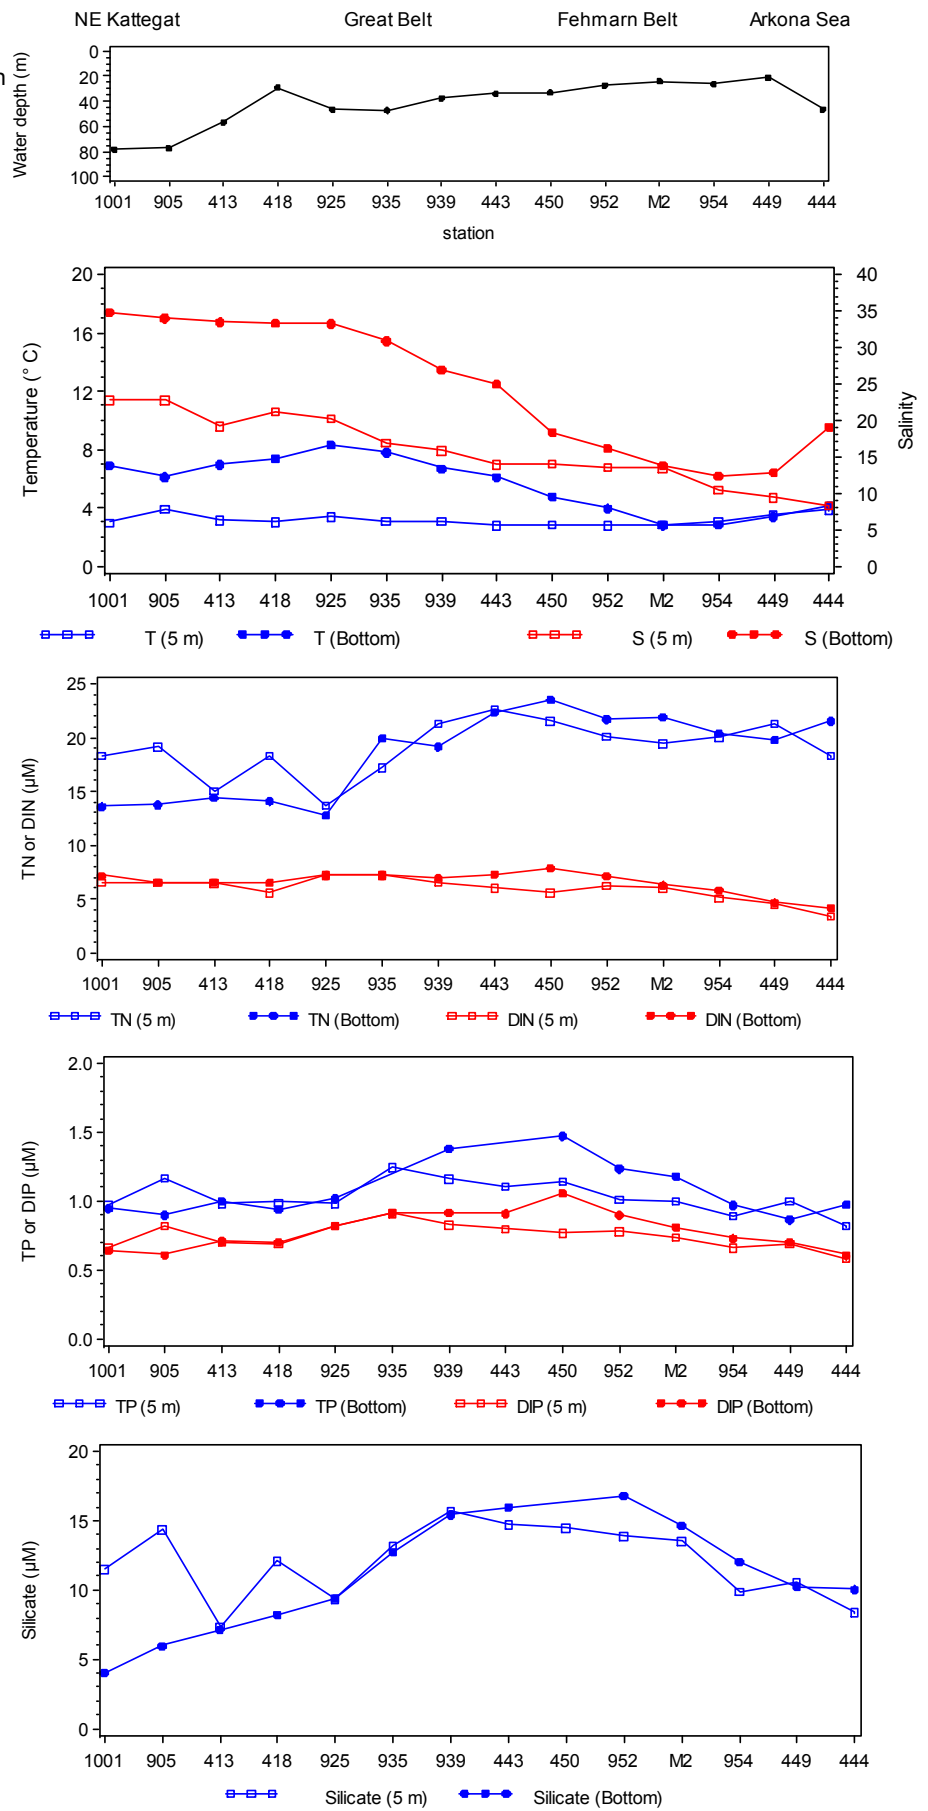 NE Kattegat Great Belt Fehmarn Belt Arkona Sea
n
Water depth (m)
0
20
40
60
80
100
1001 905 413 418 925 935 939 443 450 952 M2 954 449 444
station
Temperature (° C)
20
16
12
8
4
0
Salinity
40
35
30
25
20
15
10
5
0
1001 905 413 418 925 935 939 443 450 952 M2 954 449 444
T (5 m) T (Bottom) S (5 m) S (Bottom)
TN or DIN (µM)
25
20
15
10
5
0
1001 905 413 418 925 935 939 443 450 952 M2 954 449 444
TN (5 m) TN (Bottom) DIN (5 m) DIN (Bottom)
TP or DIP (µM)
2.0
1.5
1.0
0.5
0.0
1001 905 413 418 925 935 939 443 450 952 M2 954 449 444
TP (5 m) TP (Bottom) DIP (5 m) DIP (Bottom)
Silicate (µM)
20
15
10
5
0
1001 905 413 418 925 935 939 443 450 952 M2 954 449 444
Silicate (5 m) Silicate (Bottom)